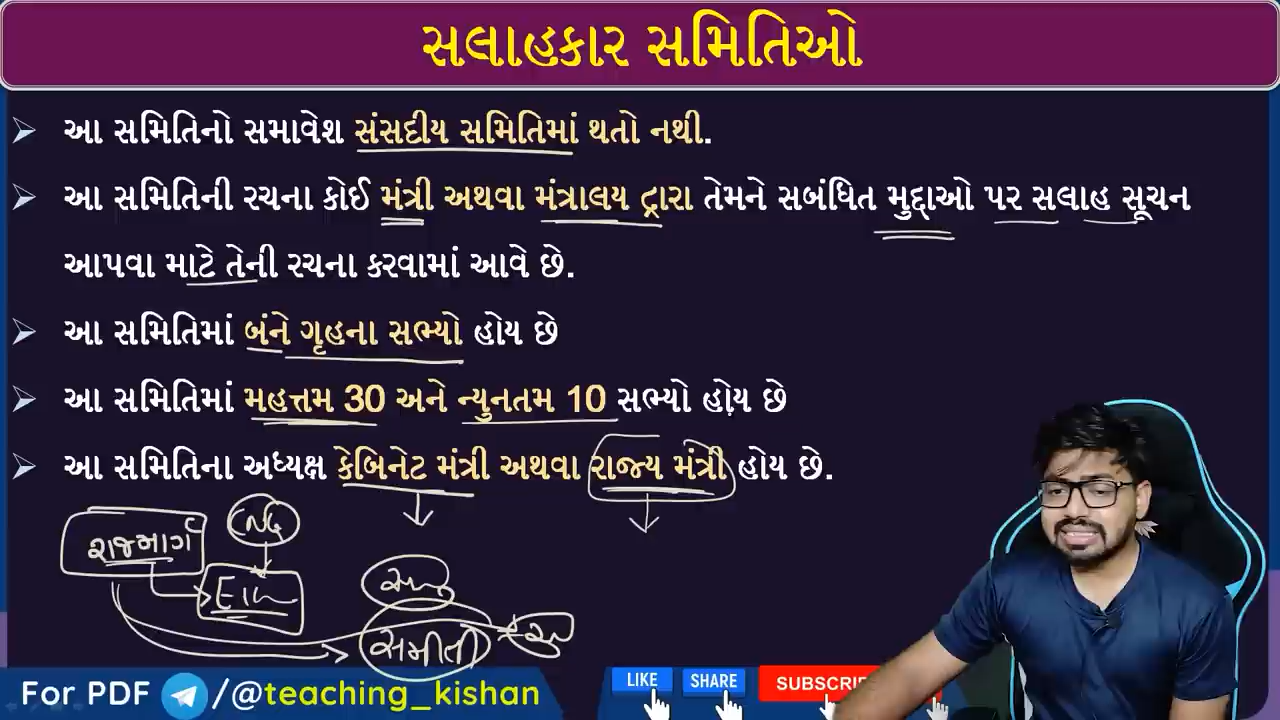 સલાહકાર સમિતિઓ
આ સમિતિનો સમાવેશ સંસદીય સમિતિમાં થતો નથી.
આ સમિતિની રચના કોઈ મંત્રી અથવા મંત્રાલય દ્રારા તેમને સબંધિત મુદ્દાઓ પર સલાહ સૂચન
આપવા માટે તેની રચના કરવામાં આવે છે.
આ સમિતિમાં બંને ગૃહના સભ્યો હોય છે
આ સમિતિમાં મહત્તમ 30 અને ન્યુનતમ 10 સભ્યો હોય છે
આ સમિતિના અધ્યક્ષ કેબિનેટ મંત્રી અથવા રાજ્ય મંત્રી હોય છે.
CNG
રાજમાર્ગ
સમીતી
For PDF /@teaching_kishan
LIKE SHARE